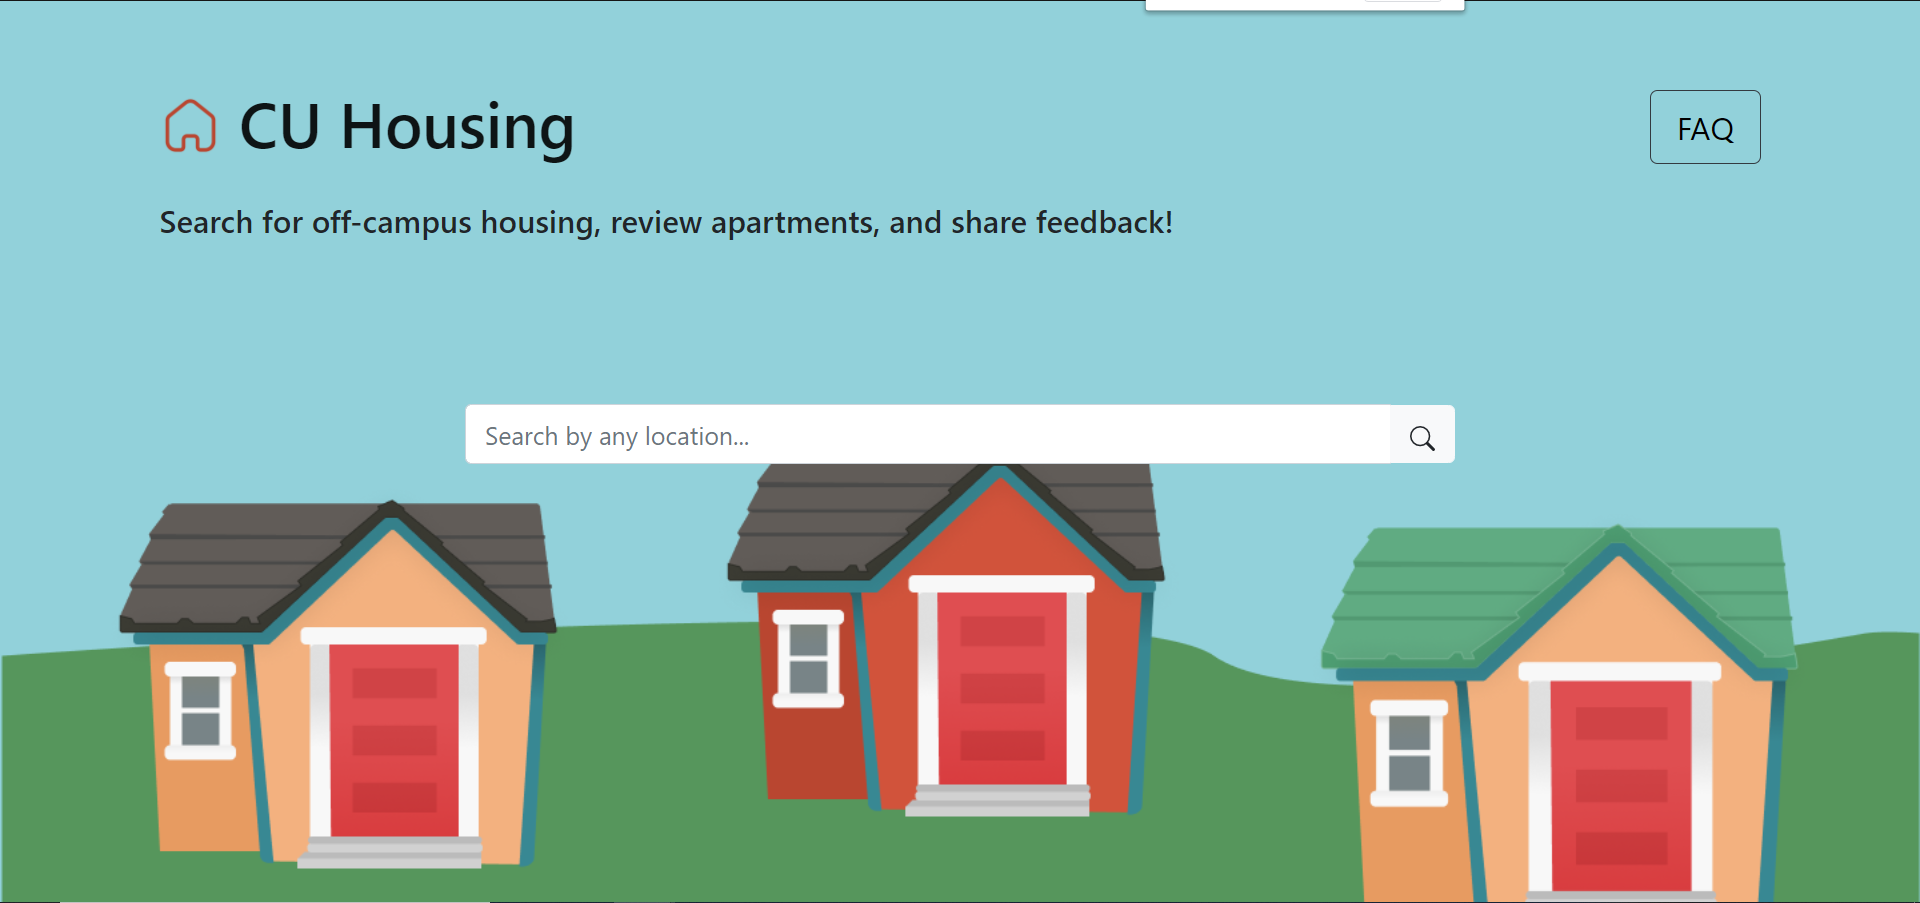 CU Housing
FAQ
Search for off-campus housing, review apartments, and share feedback!
Search by any location...